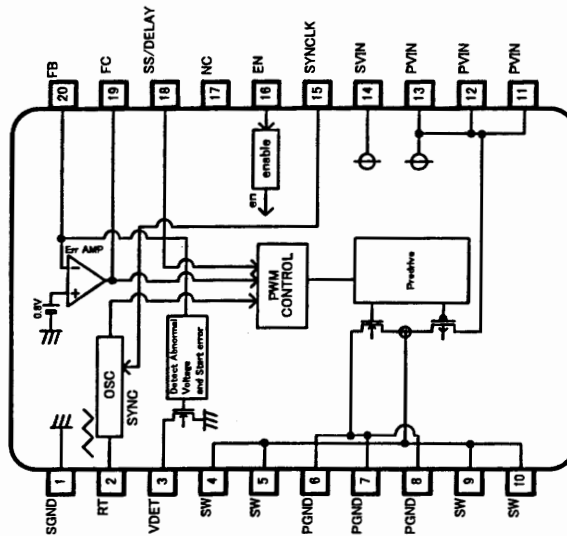 FB
FC
SS/DELAY
NC
EN
SYNCLK
SVIN
PVIN
PVIN
PVIN
20
19
18
17
16
15
14
13
12
11
enable
en
Err AMP
0.8V
PWM
CONTROL
Predrive
OSC
SYNC
Detect Abnormal
Voltage
and Start error
1
2
3
4
5
6
7
8
9
10
SGND
RT
VDET
SW
SW
PGND
PGND
PGND
SW
SW